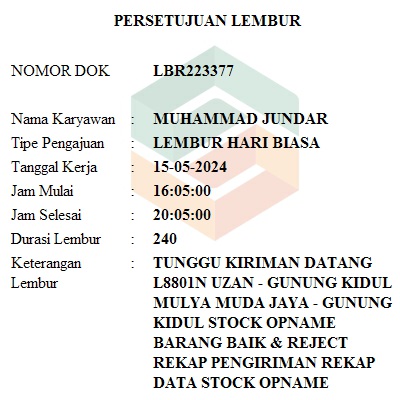 PERSETUJUAN LEMBUR
NOMOR DOK LBR223377
Nama Karyawan : MUHAMMAD JUNDAR
Tipe Pengajuan : LEMBUR HARI BIASA
Tanggal Kerja : 15-05-2024
Jam Mulai : 16:05:00
Jam Selesai : 20:05:00
Durasi Lembur : 240
Keterangan : TUNGGU KIRIMAN DATANG
Lembur L8801N UZAN - GUNUNG KIDUL
MULYA MUDA JAYA - GUNUNG
KIDUL STOCK OPNAME
BARANG BAIK & REJECT
REKAP PENGIRIMAN REKAP
DATA STOCK OPNAME